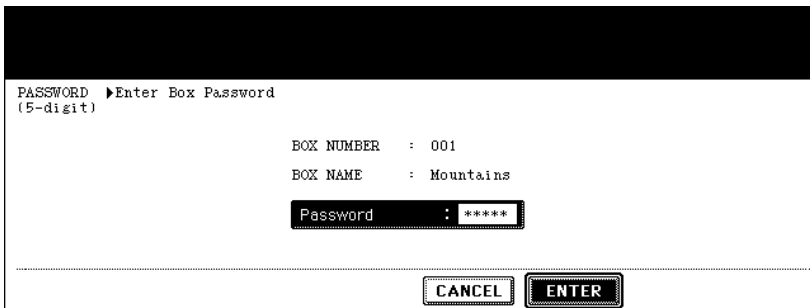 PASSWORD ▶Enter Box Password
(5-digit)
BOX NUMBER : 001
BOX NAME : Mountains
Password : *****
CANCEL ENTER